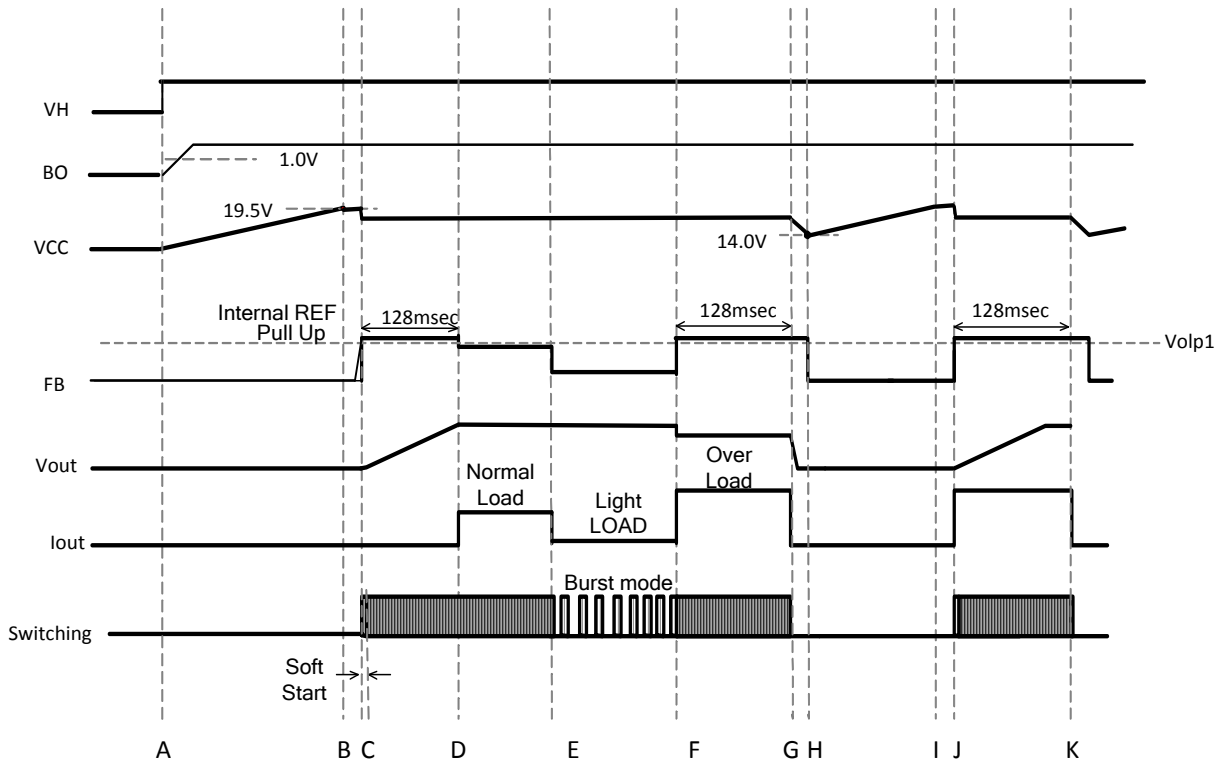 VH
1.0V
BO
19.5V
VCC
14.0V
Internal REF
Pull Up
128msec
128msec
128msec
Volp1
FB
Vout
Normal
Load
Light
LOAD
Over
Load
Iout
Burst mode
Switching
Soft
Start
A B C D E F G H I J K